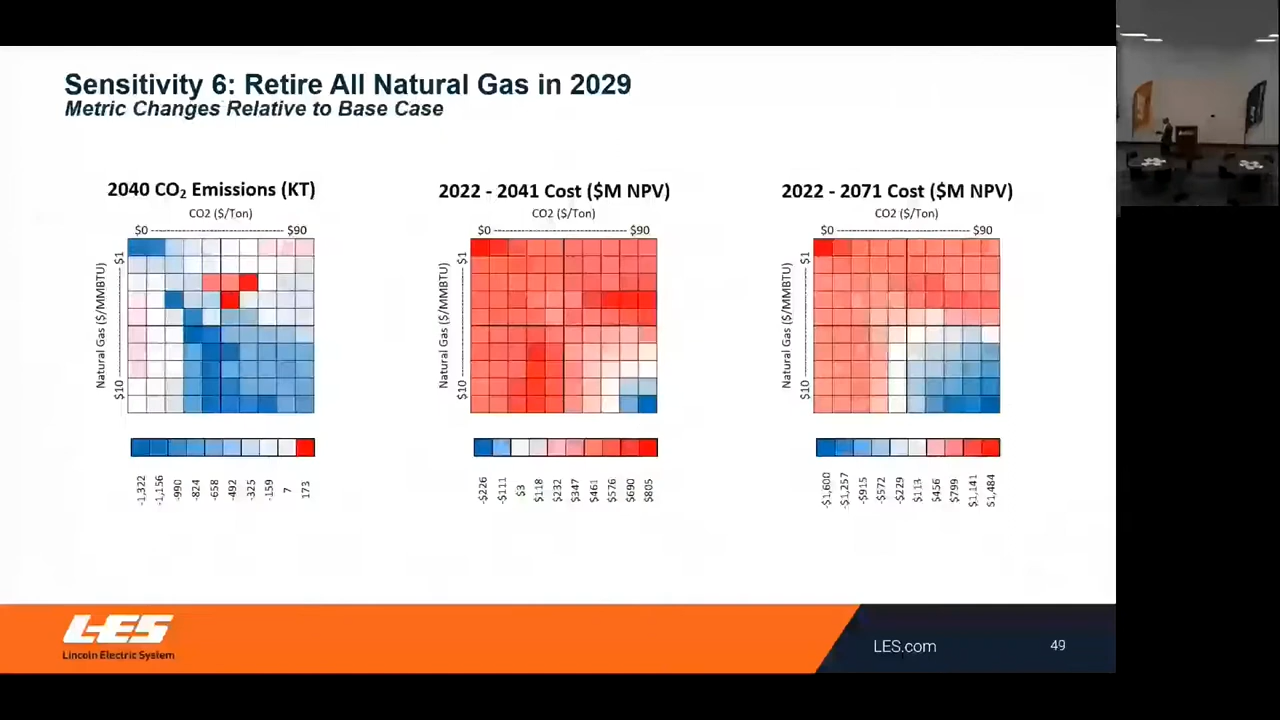 Sensitivity 6: Retire All Natural Gas in 2029
Metric Changes Relative to Base Case
2040 CO₂ Emissions (KT)
CO2 ($/Ton)
$0 ---------------------------- $90
Natural Gas ($/MMBTU)
$1
$10
-1,322
-1,156
-990
-824
-658
-492
-325
-159
7
173
2022 - 2041 Cost ($M NPV)
CO2 ($/Ton)
$0 ---------------------------- $90
Natural Gas ($/MMBTU)
$1
$10
-$226
-$111
$3
$118
$232
$347
$461
$576
$690
$805
2022 - 2071 Cost ($M NPV)
CO2 ($/Ton)
$0 ---------------------------- $90
Natural Gas ($/MMBTU)
$1
$10
-$1,600
-$1,257
-$915
-$572
-$229
$113
$456
$799
$1,141
$1,484
LES
Lincoln Electric System
LES.com
49